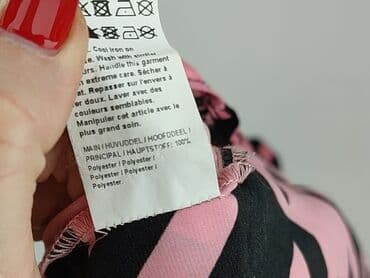 . Cool iron on
e. Wash with similar
urs. Handle this garment
extreme care. Sécher à
at. Repasser sur l'envers à
er doux. Laver avec des
couleurs semblables.
Manipuler cet article avec le
plus grand soin.
MAIN / HUVUDDEL / HOOFDDEEL /
PRINCIPAL / HAUPTSTOFF: 100%
Polyester / Polyester /
Polyester / Polyester /
Polyester